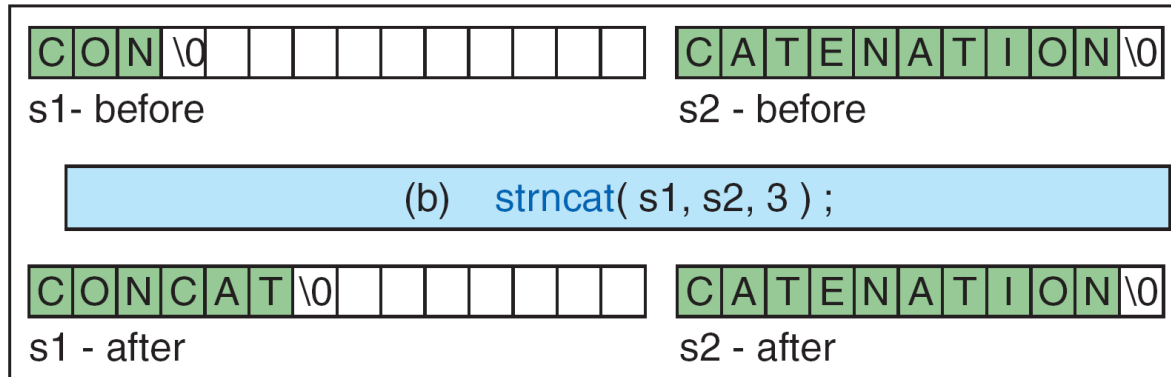 CON\0 CATENATION\0
s1- before s2 - before
(b) strncat( s1, s2, 3 ) ;
CONCAT\0 CATENATION\0
s1 - after s2 - after